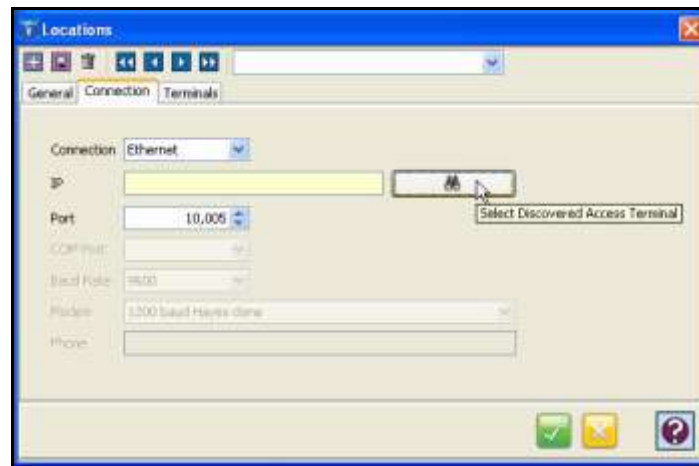 Locations
General Connection Terminals
Connection Ethernet
IP
Port 10,005
Select Discovered Access Terminal
COM Port
Baud Rate 9600
Modem 1200 baud Hayes clone
Phone